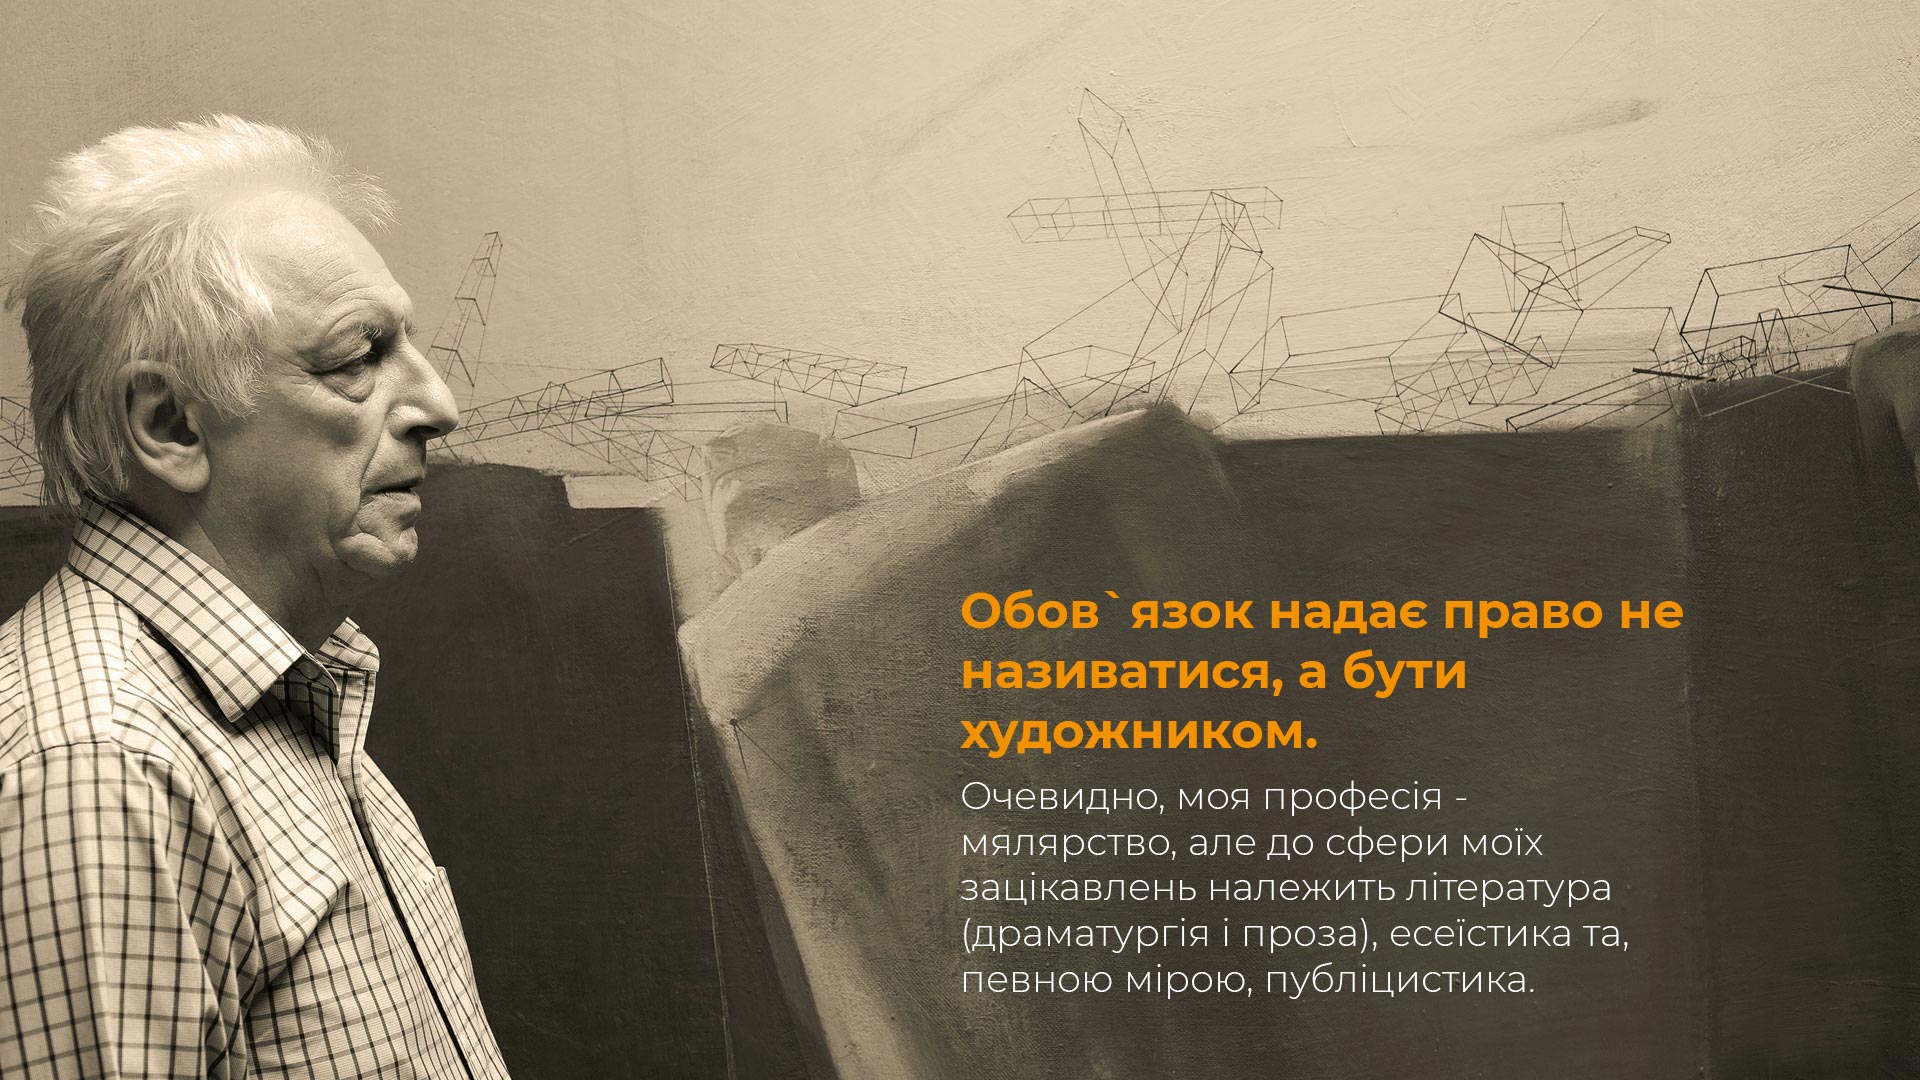 Обов`язок надає право не
називатися, а бути
художником.
Очевидно, моя професія -
мялярство, але до сфери моїх
зацікавлень належить література
(драматургія і проза), есеїстика та,
певною мірою, публіцистика.